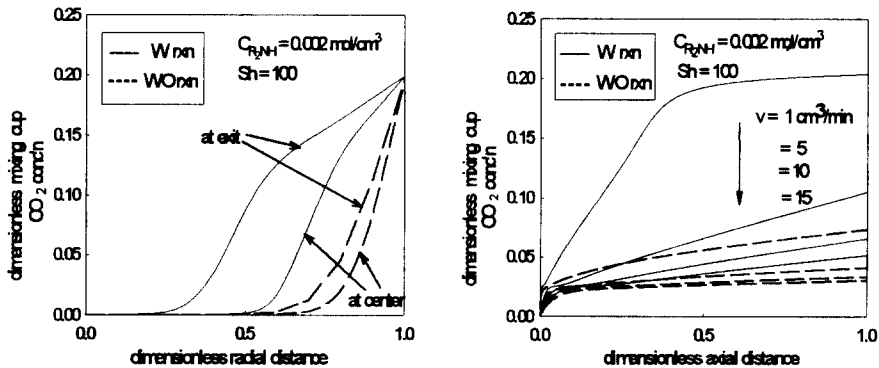 0.25
0.20
0.15
0.10
0.05
0.00
0.0
0.5
1.0
dimensionless mixing cup
CO2 conc'n
dimensionless radial distance
W rxn
WO rxn
C R2NH = 0.002 mol/cm3
Sh = 100
at exit
at center
0.25
0.20
0.15
0.10
0.05
0.00
0.0
0.5
1.0
dimensionless mixing cup
CO2 conc'n
dimensionless axial distance
W rxn
WO rxn
C R2NH = 0.002 mol/cm3
Sh = 100
v = 1 cm3/min
= 5
= 10
= 15